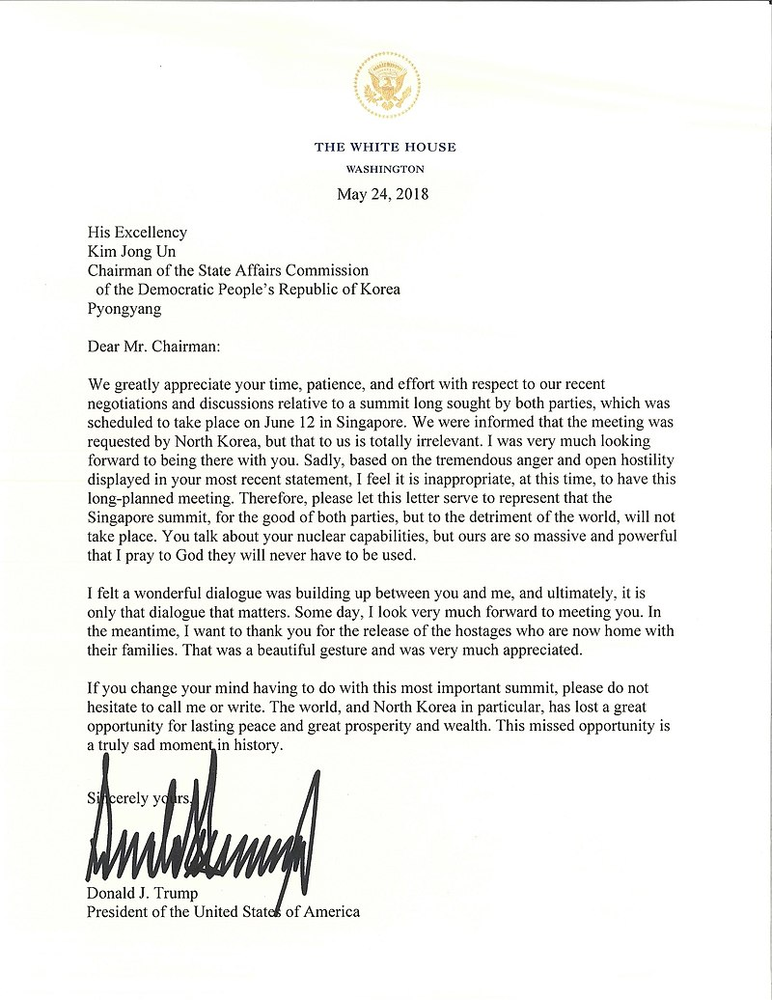 THE WHITE HOUSE
WASHINGTON
May 24, 2018
His Excellency
Kim Jong Un
Chairman of the State Affairs Commission
of the Democratic People's Republic of Korea
Pyongyang
Dear Mr. Chairman:
We greatly appreciate your time, patience, and effort with respect to our recent
negotiations and discussions relative to a summit long sought by both parties, which was
scheduled to take place on June 12 in Singapore. We were informed that the meeting was
requested by North Korea, but that to us is totally irrelevant. I was very much looking
forward to being there with you. Sadly, based on the tremendous anger and open hostility
displayed in your most recent statement, I feel it is inappropriate, at this time, to have this
long-planned meeting. Therefore, please let this letter serve to represent that the
Singapore summit, for the good of both parties, but to the detriment of the world, will not
take place. You talk about your nuclear capabilities, but ours are so massive and powerful
that I pray to God they will never have to be used.
I felt a wonderful dialogue was building up between you and me, and ultimately, it is
only that dialogue that matters. Some day, I look very much forward to meeting you. In
the meantime, I want to thank you for the release of the hostages who are now home with
their families. That was a beautiful gesture and was very much appreciated.
If you change your mind having to do with this most important summit, please do not
hesitate to call me or write. The world, and North Korea in particular, has lost a great
opportunity for lasting peace and great prosperity and wealth. This missed opportunity is
a truly sad moment in history.
Sincerely yours,
Donald J. Trump
President of the United States of America